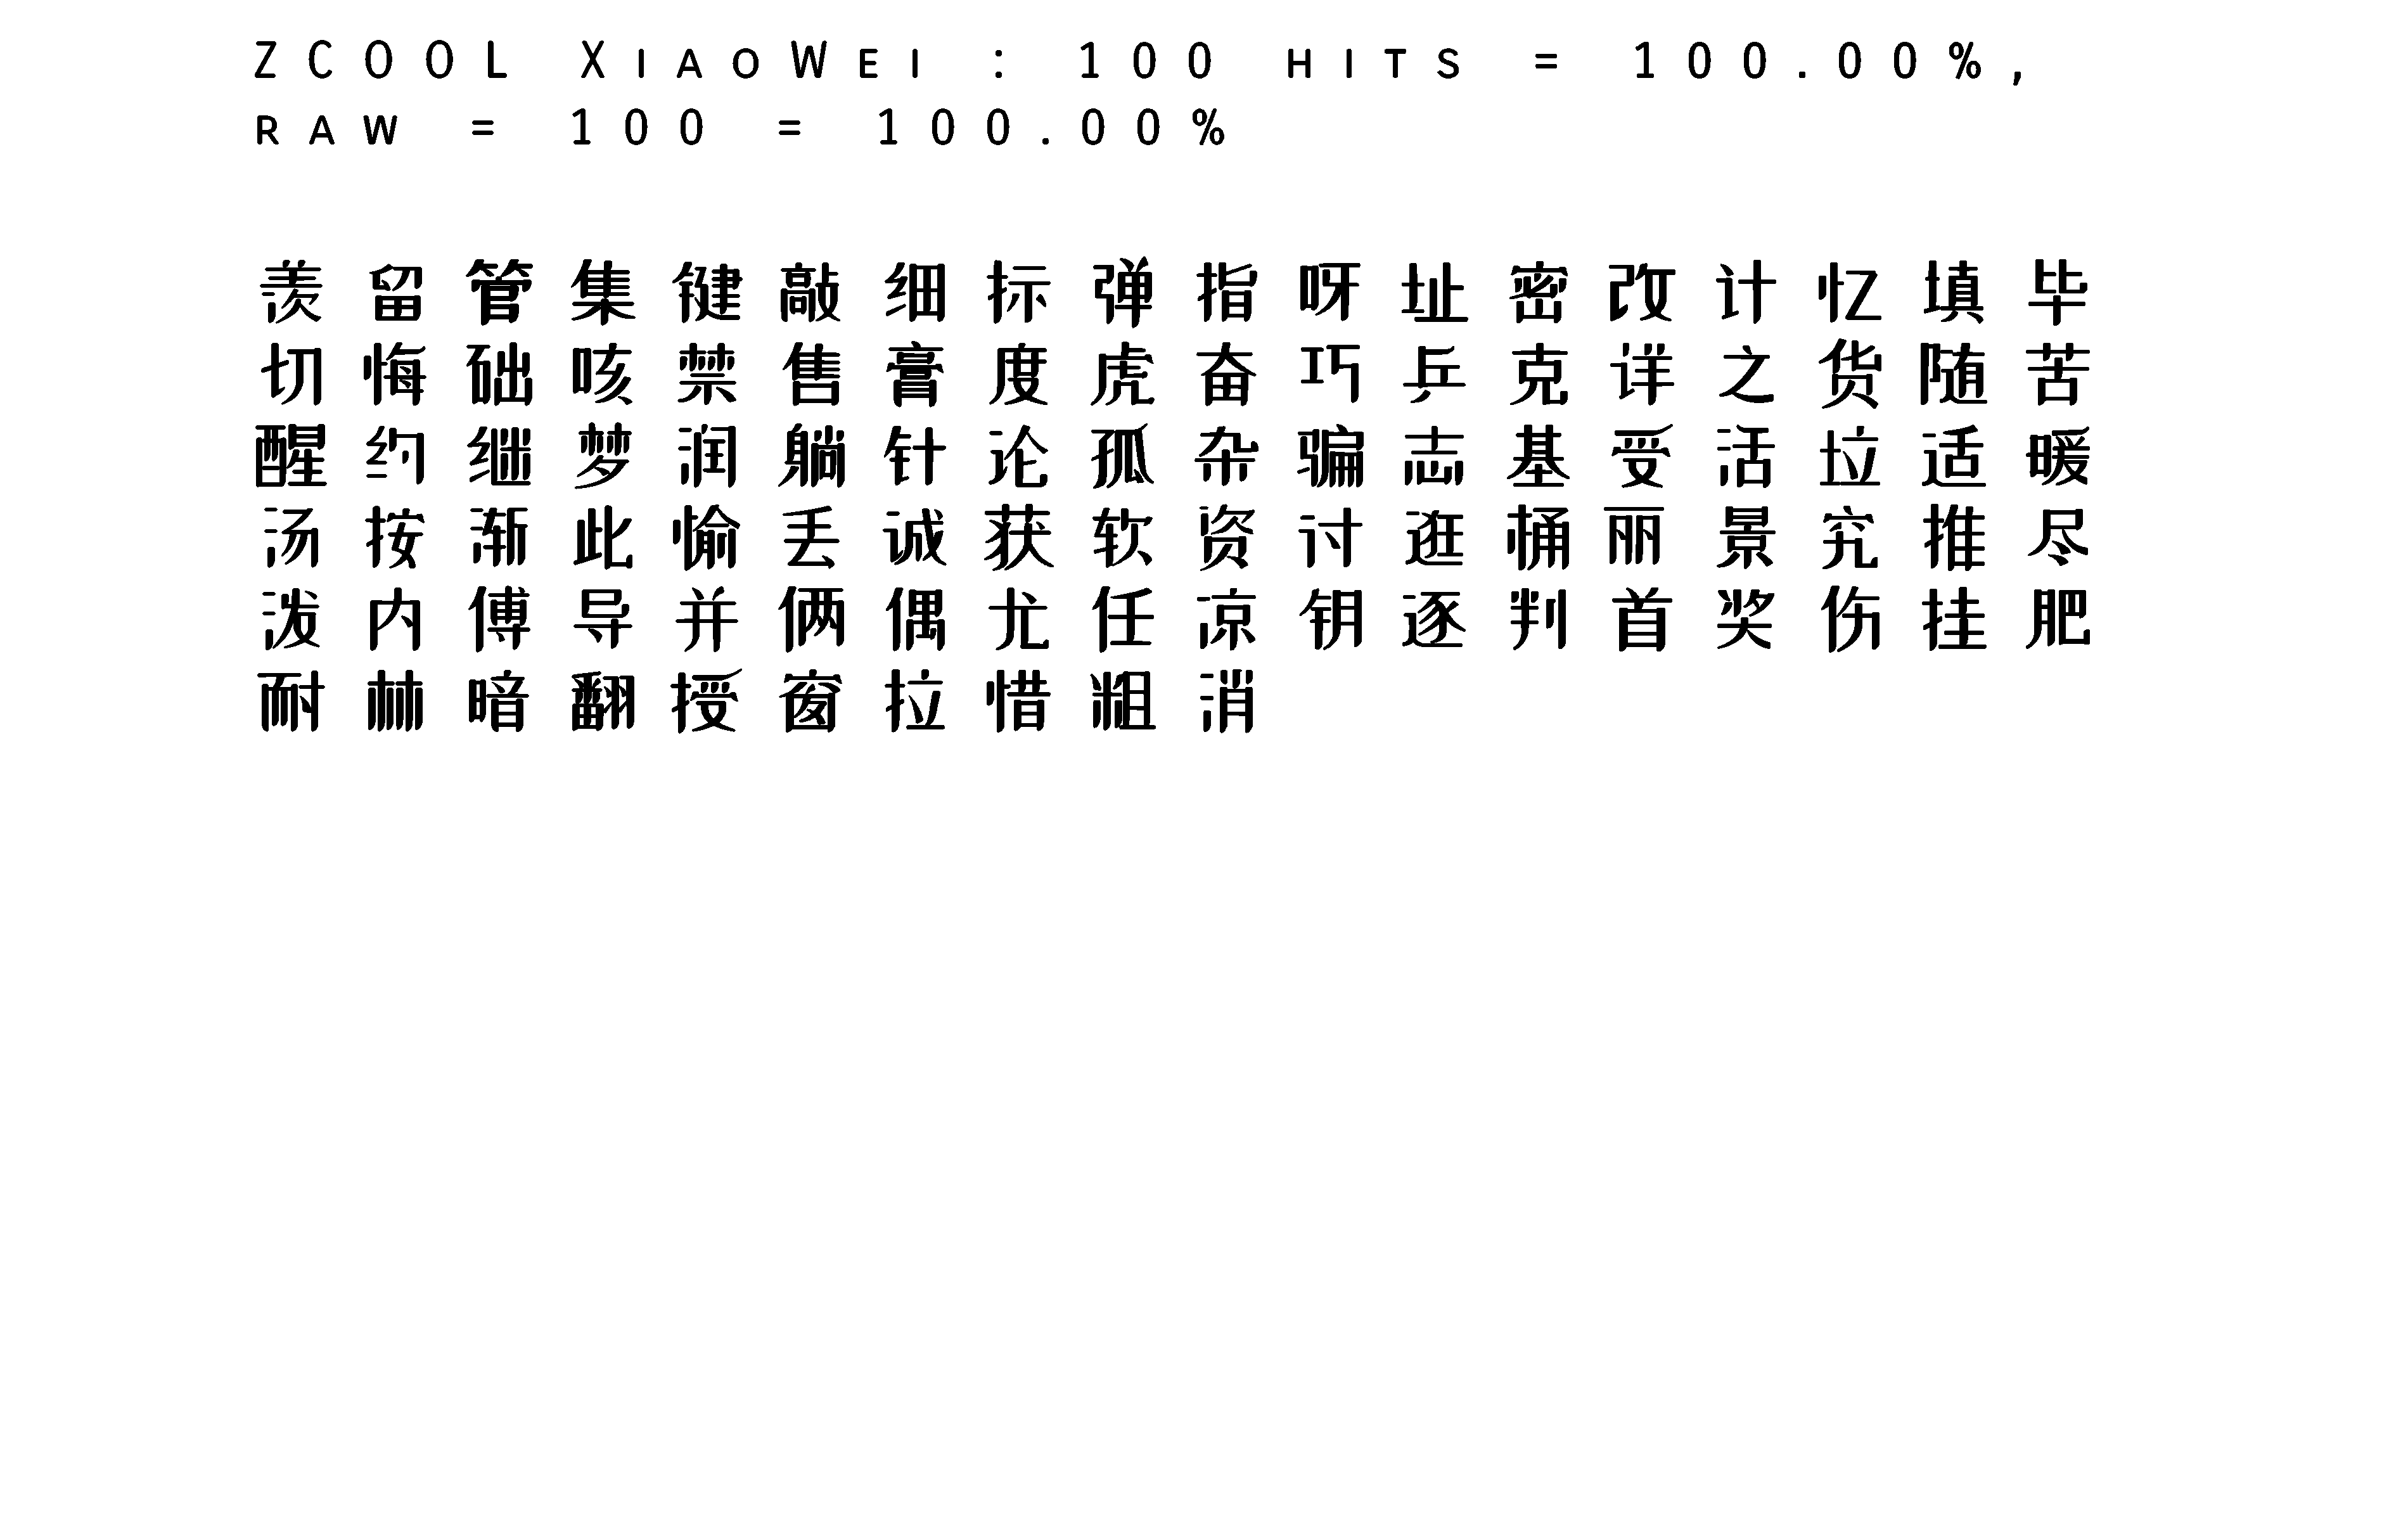 ZCOOL XiaoWei : 100 hits = 100.00%,
raw = 100 = 100.00%
羡留管集健敲细标弹指呀址密改计忆填毕
切悔础咳禁售膏度虎奋巧乒克详之货随苦
醒约继梦润躺针论孤杂骗志基受活拉适暖
汤按渐此愉丢诚获软资讨逛桶丽景究推尽
泼内傅导并俩偶尤任凉钥逐判首奖伤挂肥
耐林暗翻授窗拉惜粗消